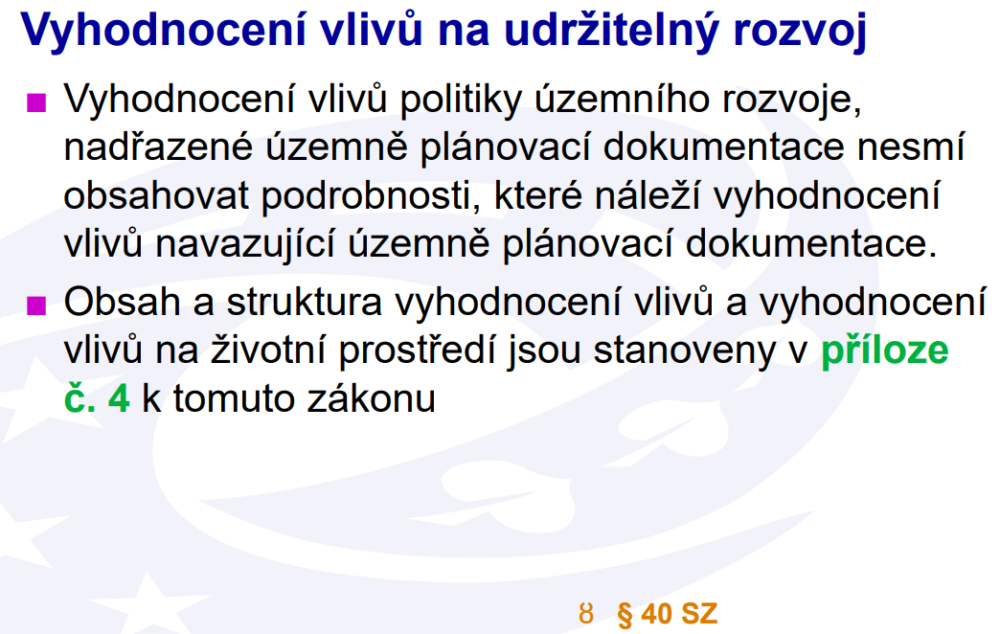 Vyhodnocení vlivů na udržitelný rozvoj
Vyhodnocení vlivů politiky územního rozvoje,
nadřazené územně plánovací dokumentace nesmí
obsahovat podrobnosti, které náleží vyhodnocení
vlivů navazující územně plánovací dokumentace.
Obsah a struktura vyhodnocení vlivů a vyhodnocení
vlivů na životní prostředí jsou stanoveny v příloze
č. 4 k tomuto zákonu
8 § 40 SZ